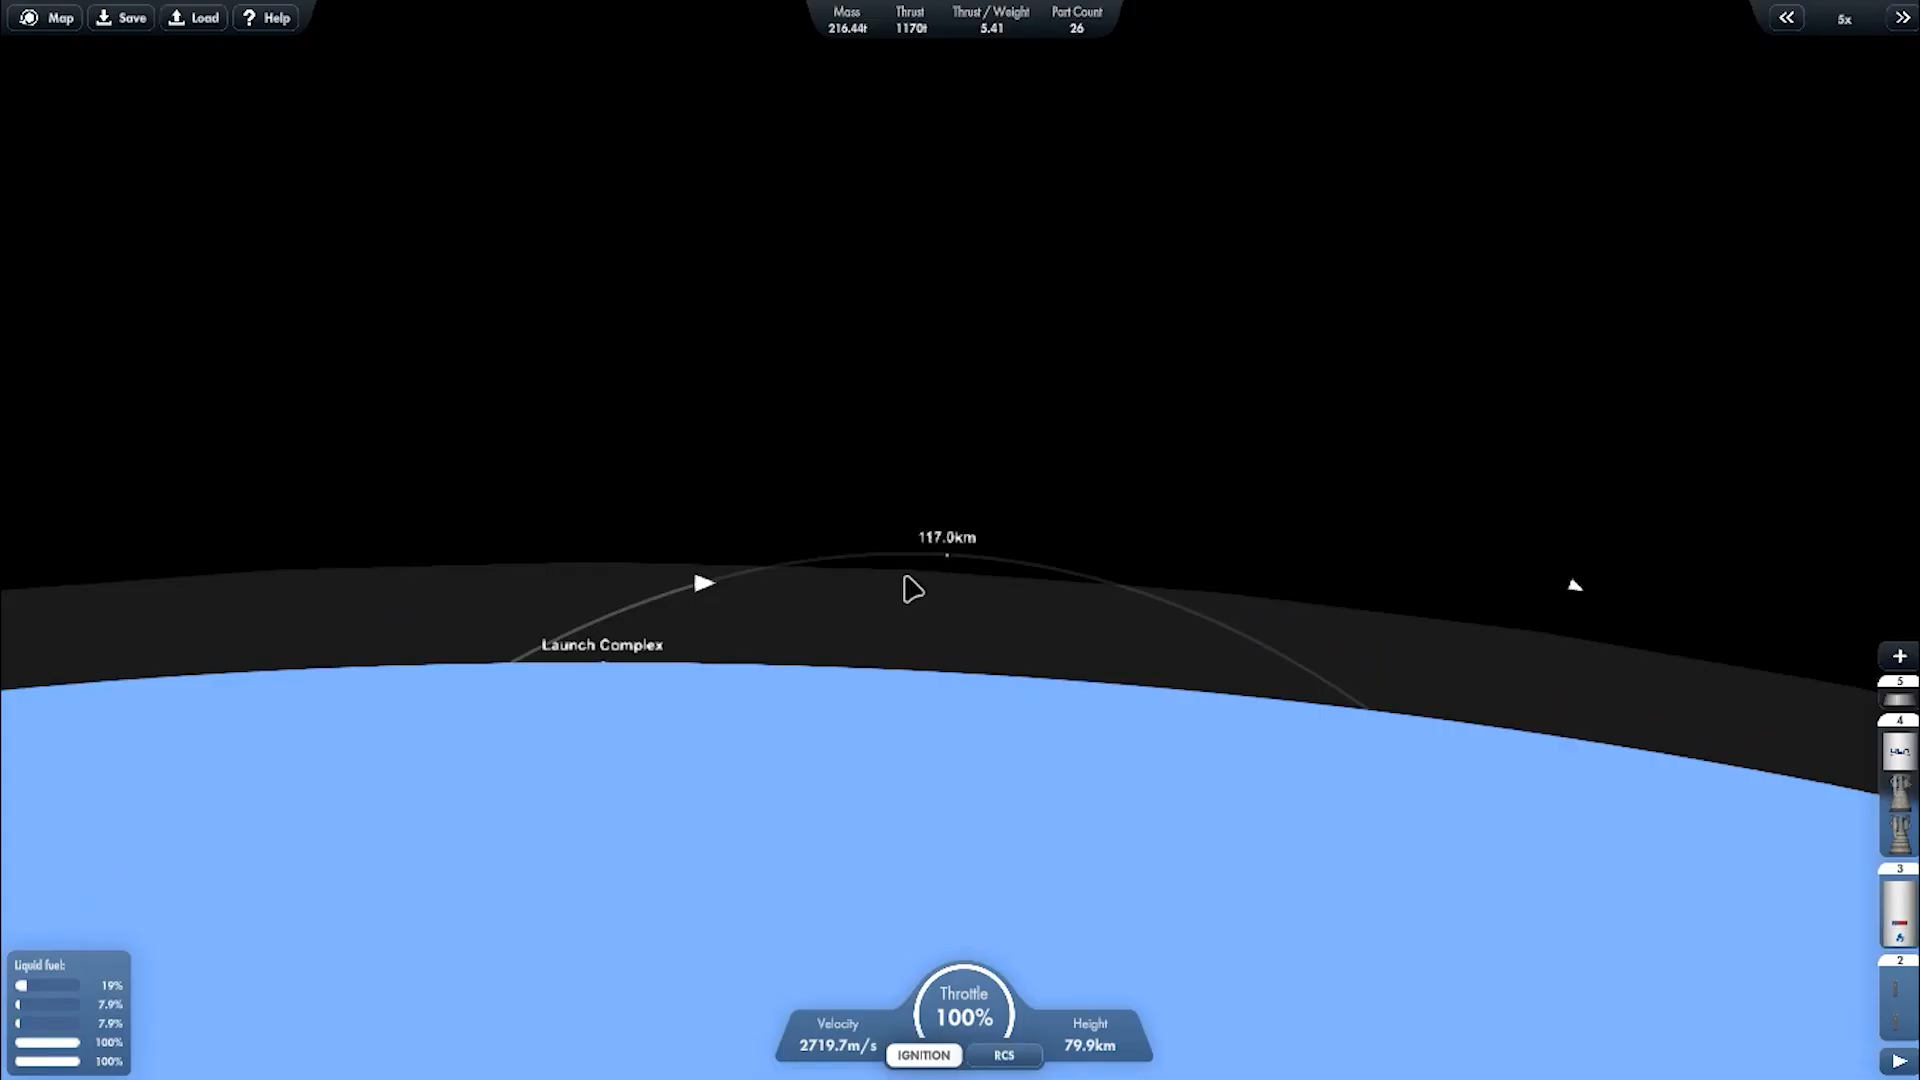 Map Save Load Help
Mass Thrust Thrust / Weight Part Count
216.44t 1170t 5.41 26
5x
117.0km
Launch Complex
5
4
3
2
Liquid fuel:
19%
7.9%
7.9%
100%
100%
Throttle
100%
Velocity
2719.7m/s
IGNITION
RCS
Height
79.9km